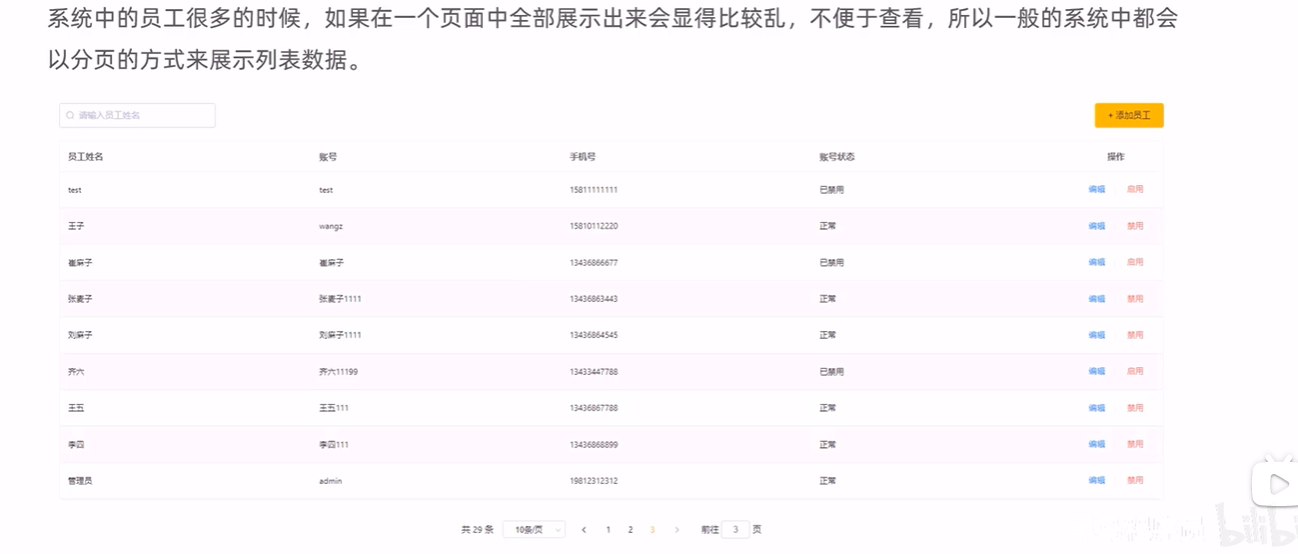 系统中的员工很多的时候，如果在一个页面中全部展示出来会显得比较乱，不便于查看，所以一般的系统中都会
以分页的方式来展示列表数据。
请输入员工姓名 + 添加员工
员工姓名 账号 手机号 账号状态 操作
test test 15811111111 已禁用 编辑 启用
王子 wangz 15810112220 正常 编辑 禁用
崔麻子 崔麻子 13436866677 已禁用 编辑 启用
张麦子 张麦子1111 13436863443 正常 编辑 禁用
刘麻子 刘麻子1111 13436864545 正常 编辑 禁用
齐六 齐六11199 13433447788 已禁用 编辑 启用
王五 王五111 13436867788 正常 编辑 禁用
李四 李四111 13436868899 正常 编辑 禁用
管理员 admin 19812312312 正常 编辑 禁用
共 29 条 10条/页 < 1 2 3 > 前往 3 页
bilibi